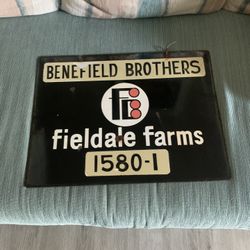 BENEFIELD BROTHERS
fieldale farms
1580-1